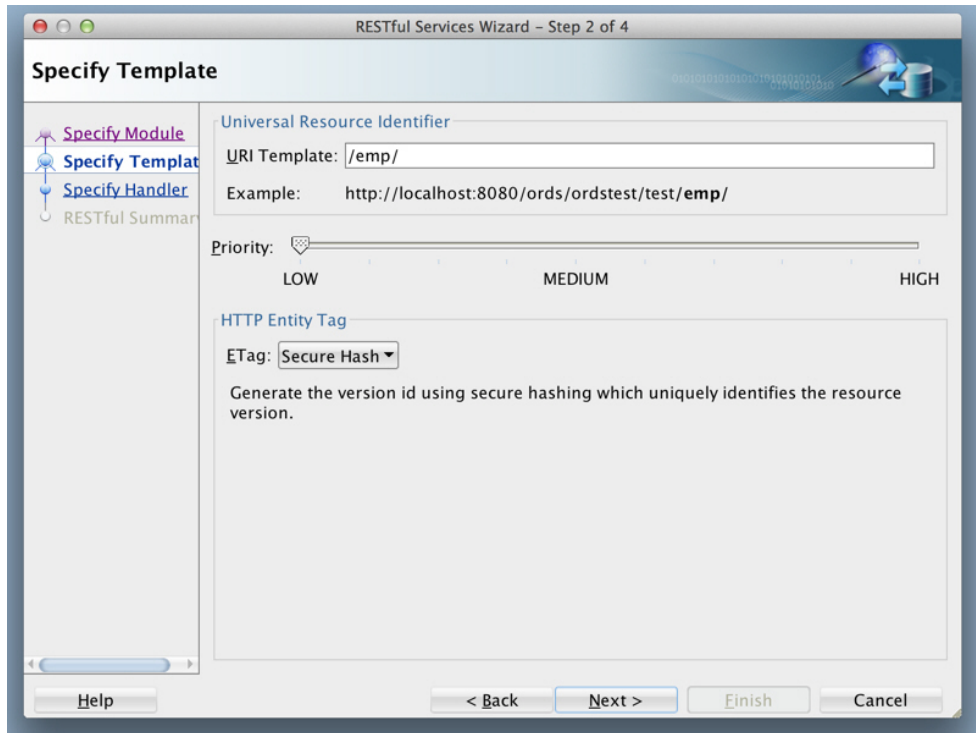 RESTful Services Wizard – Step 2 of 4
Specify Template
0101010101010101010101010101
01010101010
Specify Module
Specify Templat
Specify Handler
RESTful Summar
Universal Resource Identifier
URI Template: /emp/
Example: http://localhost:8080/ords/ordstest/test/emp/
Priority:
LOW MEDIUM HIGH
HTTP Entity Tag
ETag: Secure Hash
Generate the version id using secure hashing which uniquely identifies the resource
version.
Help < Back Next > Finish Cancel